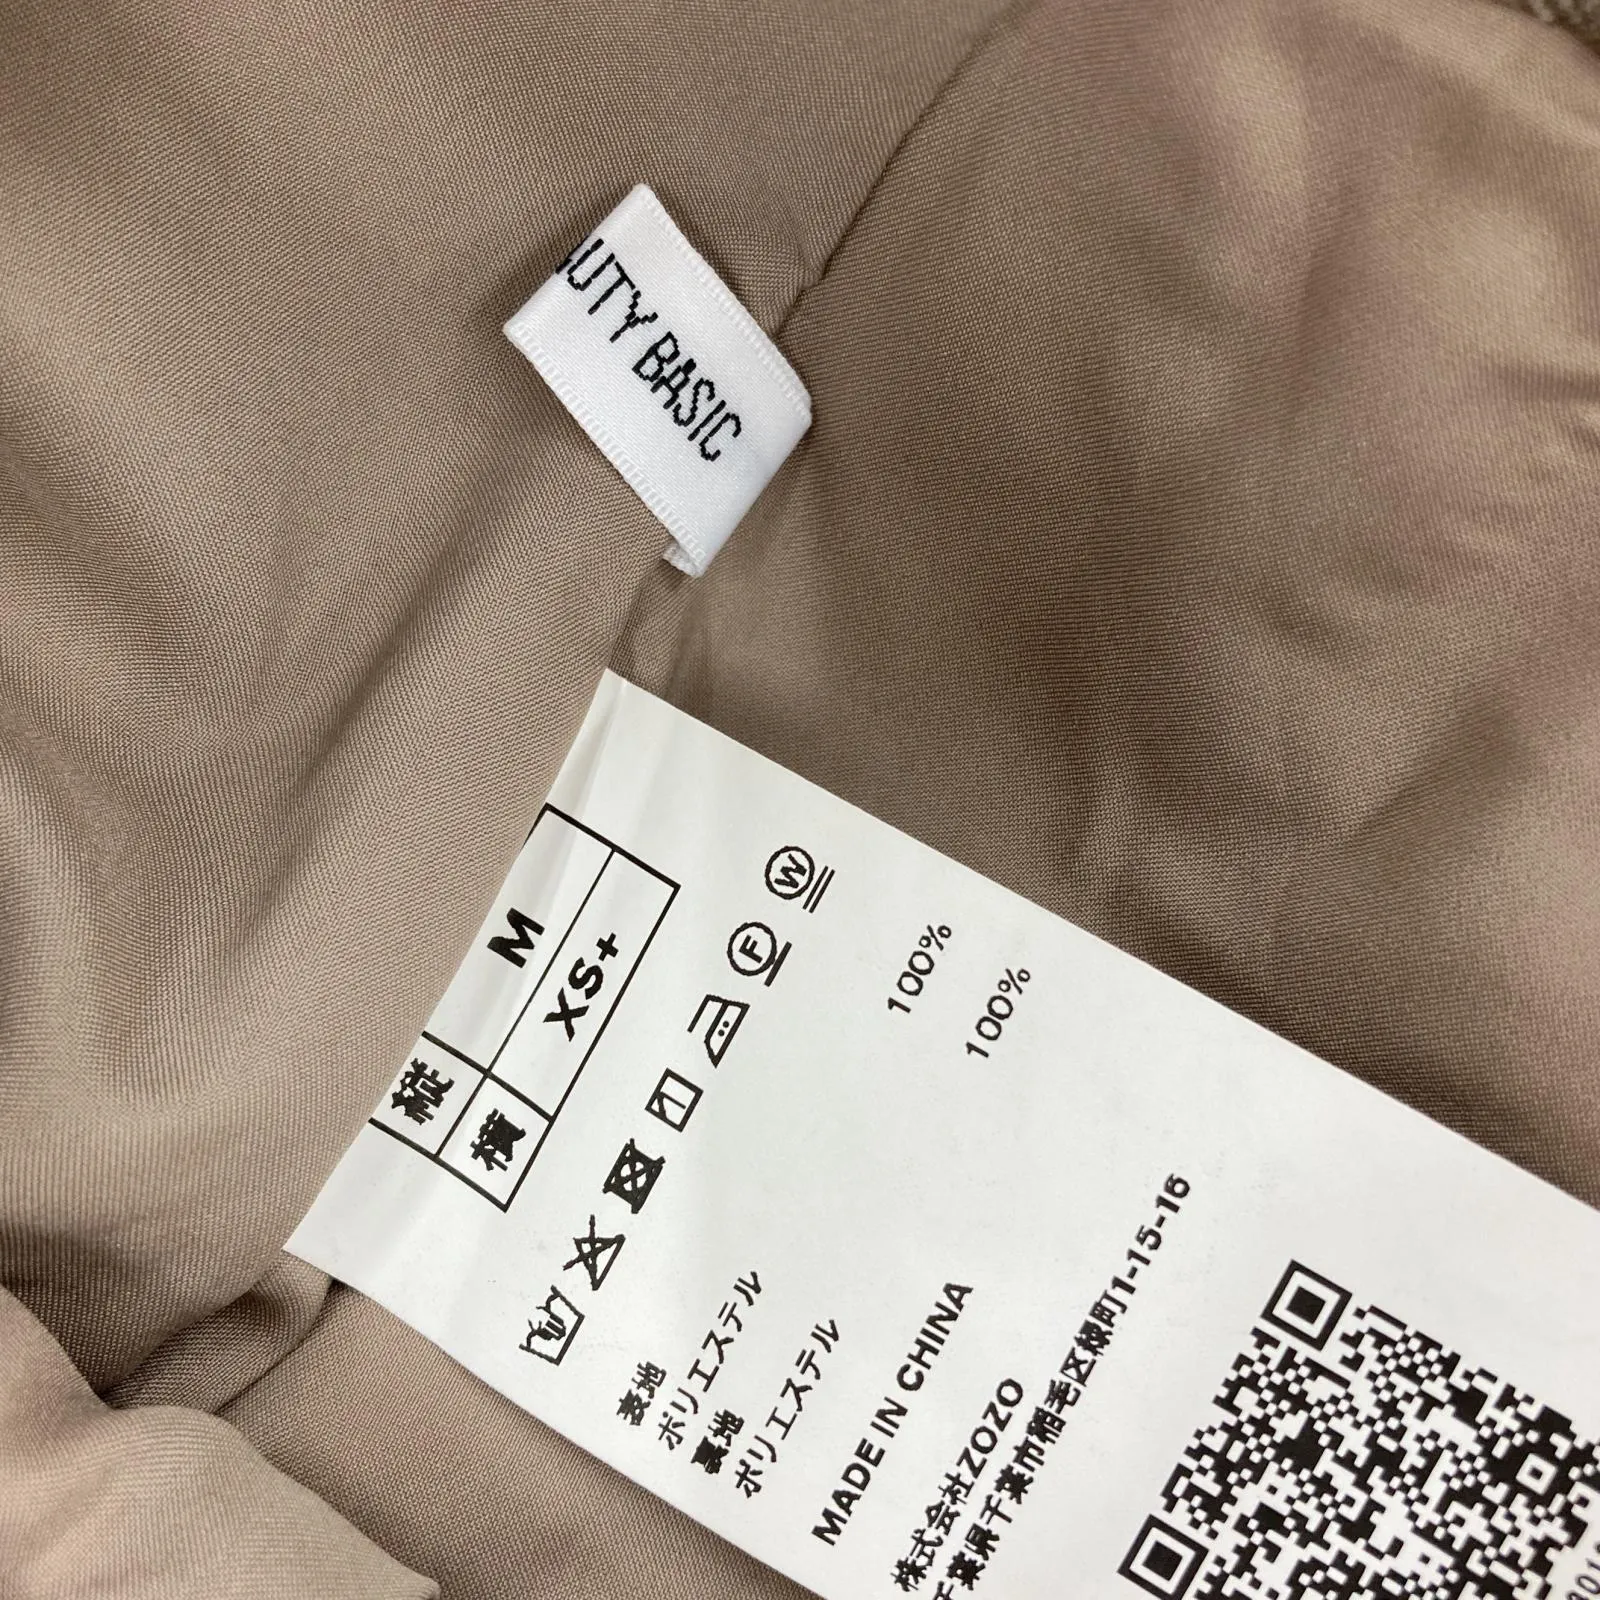 UTY BASIC
縦 M
横 XS+
F
W
表地
ポリエステル 100%
裏地
ポリエステル 100%
MADE IN CHINA
株式会社ZOZO
千葉県千葉市稲毛区緑町1-15-16